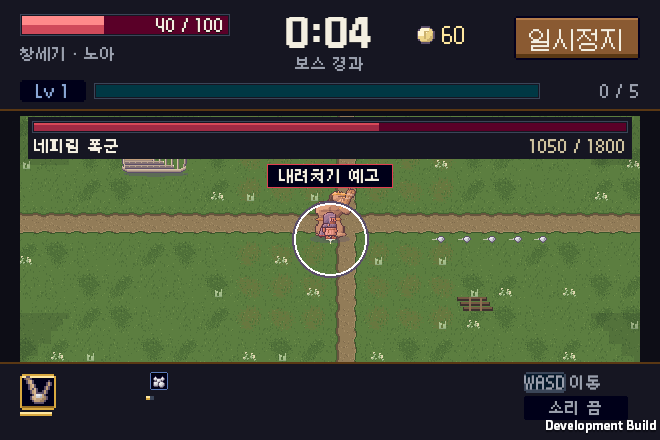 40 / 100
창세기 · 노아
0:04
보스 경과
60
일시정지
Lv 1
0 / 5
네피림 폭군
1050 / 1800
내려쳐기 예고
WASD 이동
소리 끔
Development Build